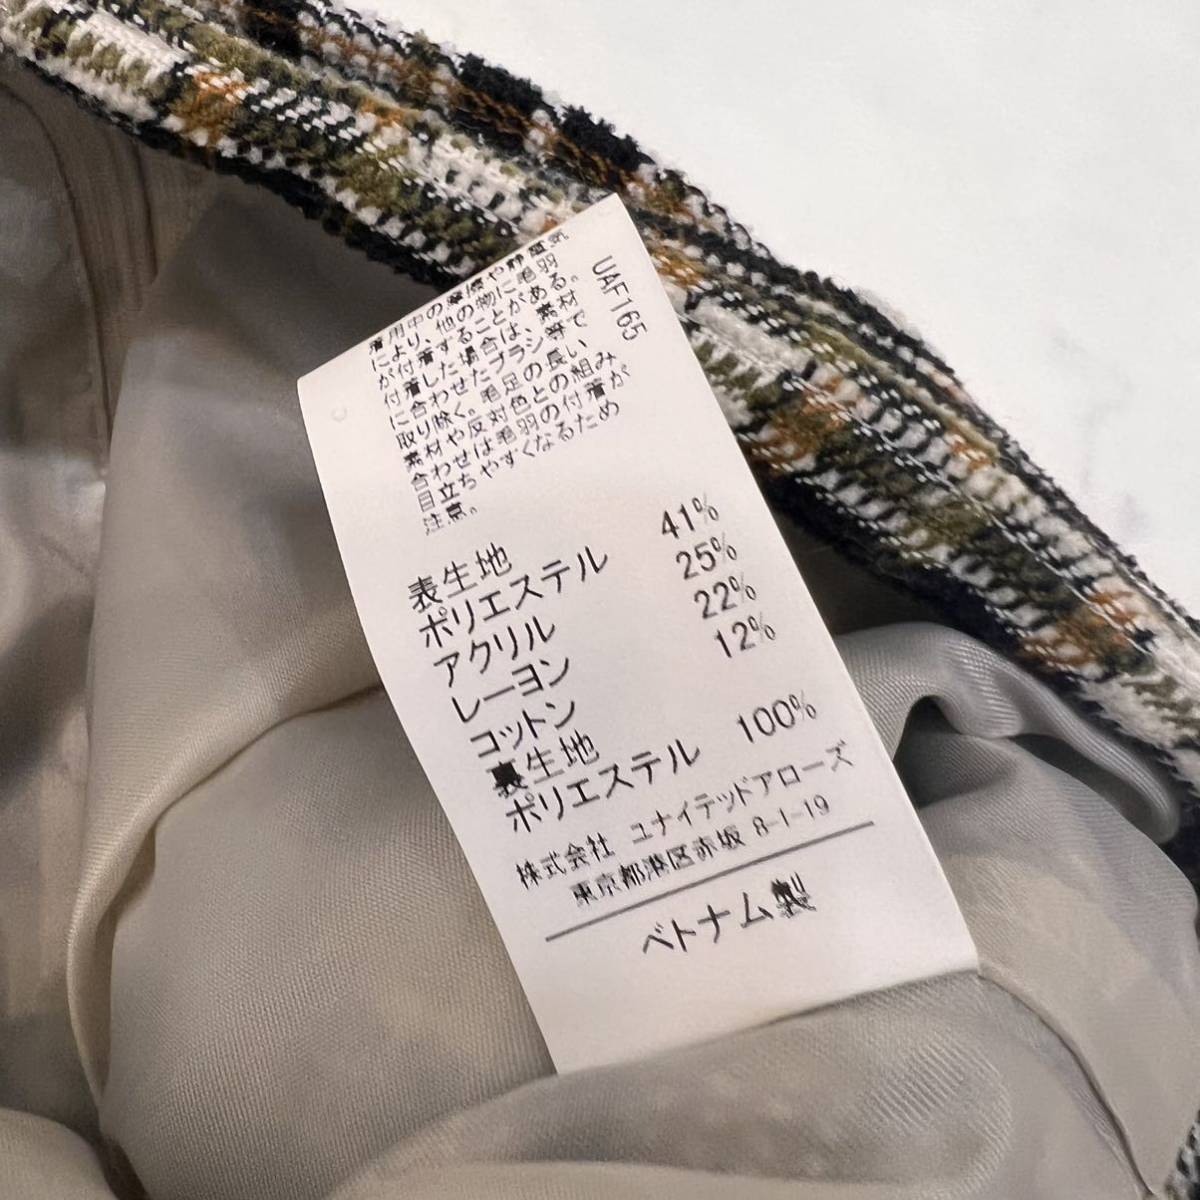 着用中の摩擦や静電気
により、他の物に毛羽
が付着することがある。
付着した場合は、素材
に合わせたブラシ等で
取り除く。毛足の長い
素材や反対色との組み
合わせは毛羽の付着が
目立ちやすくなるため
注意。
UAF165
表生地
ポリエステル 41%
アクリル 25%
レーヨン 22%
コットン 12%
裏生地
ポリエステル 100%
株式会社 ユナイテッドアローズ
東京都港区赤坂 8-1-19
ベトナム製